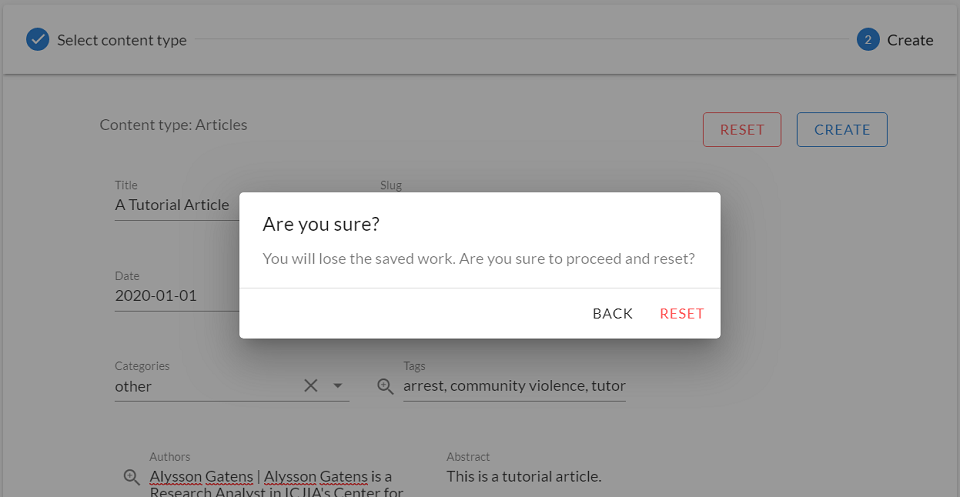 Select content type
2 Create
Content type: Articles
RESET CREATE
Title
Slug
A Tutorial Article
Are you sure?
You will lose the saved work. Are you sure to proceed and reset?
BACK RESET
Date
2020-01-01
Categories
Tags
other
arrest, community violence, tutor
Authors
Abstract
Alysson Gatens | Alysson Gatens is a
Research Analyst in ICJIA's Center for
This is a tutorial article.